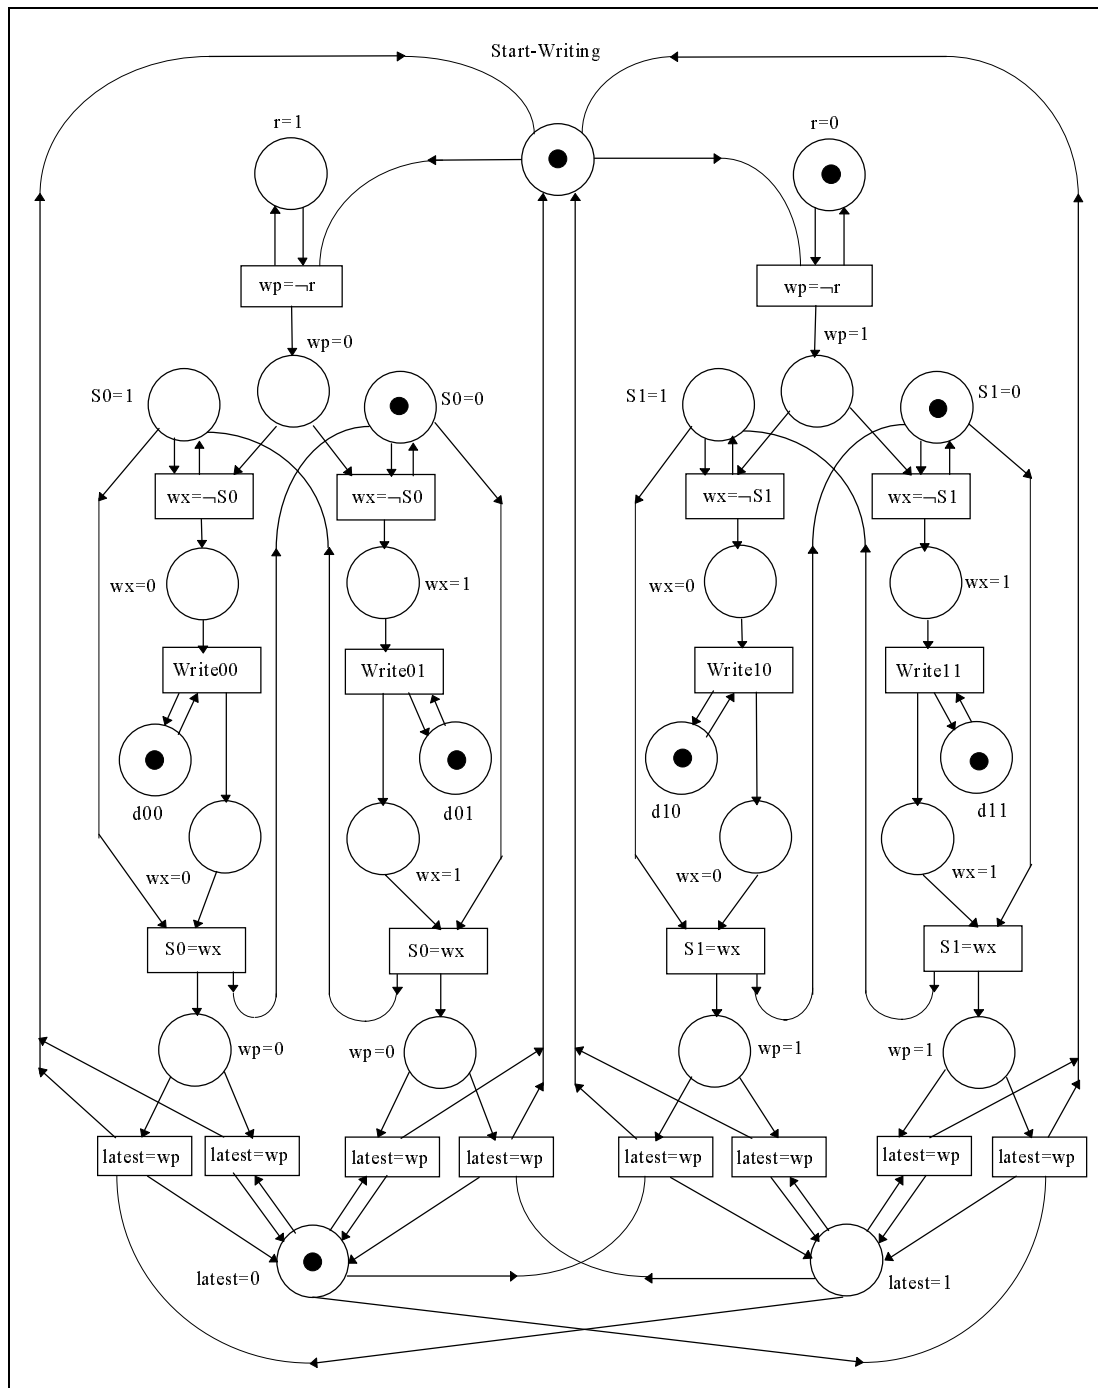 Start-Writing
r=1
r=0
wp=¬r
wp=¬r
wp=0
wp=1
S0=1
S0=0
S1=1
S1=0
wx=¬S0
wx=¬S0
wx=¬S1
wx=¬S1
wx=0
wx=1
wx=0
wx=1
Write00
Write01
Write10
Write11
d00
d01
d10
d11
wx=0
wx=1
wx=0
wx=1
S0=wx
S0=wx
S1=wx
S1=wx
wp=0
wp=0
wp=1
wp=1
latest=wp
latest=wp
latest=wp
latest=wp
latest=wp
latest=wp
latest=wp
latest=wp
latest=0
latest=1